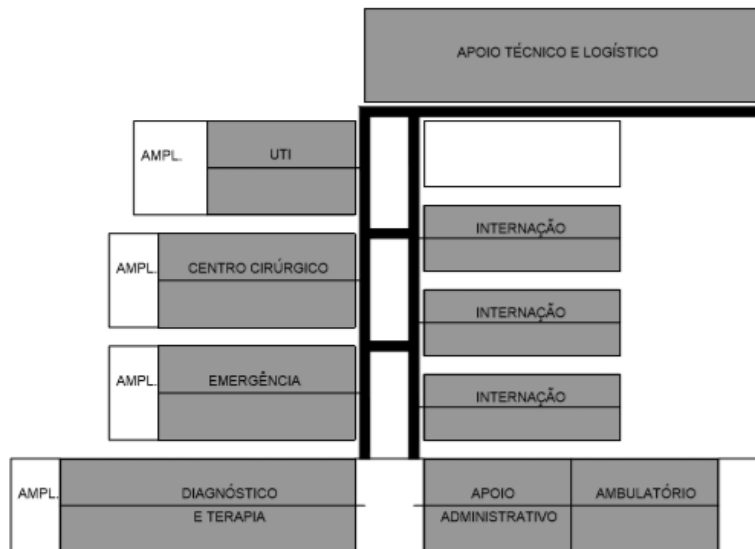 APOIO TÉCNICO E LOGÍSTICO
AMPL.
UTI
INTERNAÇÃO
AMPL.
CENTRO CIRÚRGICO
INTERNAÇÃO
AMPL.
EMERGÊNCIA
INTERNAÇÃO
AMPL.
DIAGNÓSTICO
E TERAPIA
APOIO
ADMINISTRATIVO
AMBULATÓRIO